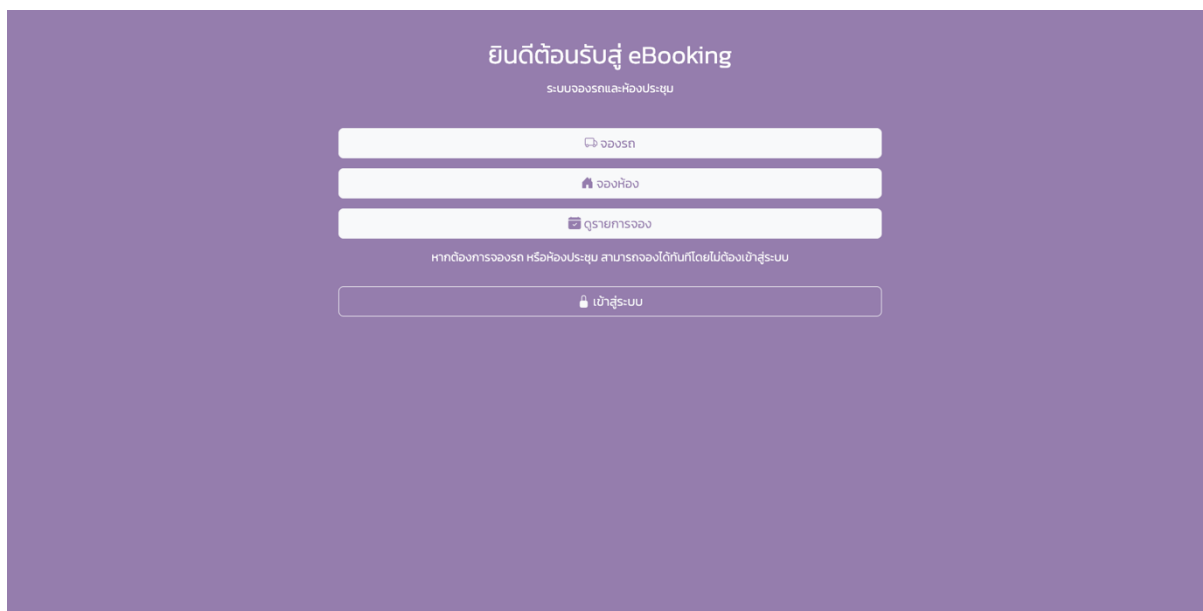 ยินดีต้อนรับสู่ eBooking
ระบบจองรถและห้องประชุม
จองรถ
จองห้อง
ดูรายการจอง
หากต้องการจองรถ หรือห้องประชุม สามารถจองได้ทันทีโดยไม่ต้องเข้าสู่ระบบ
เข้าสู่ระบบ